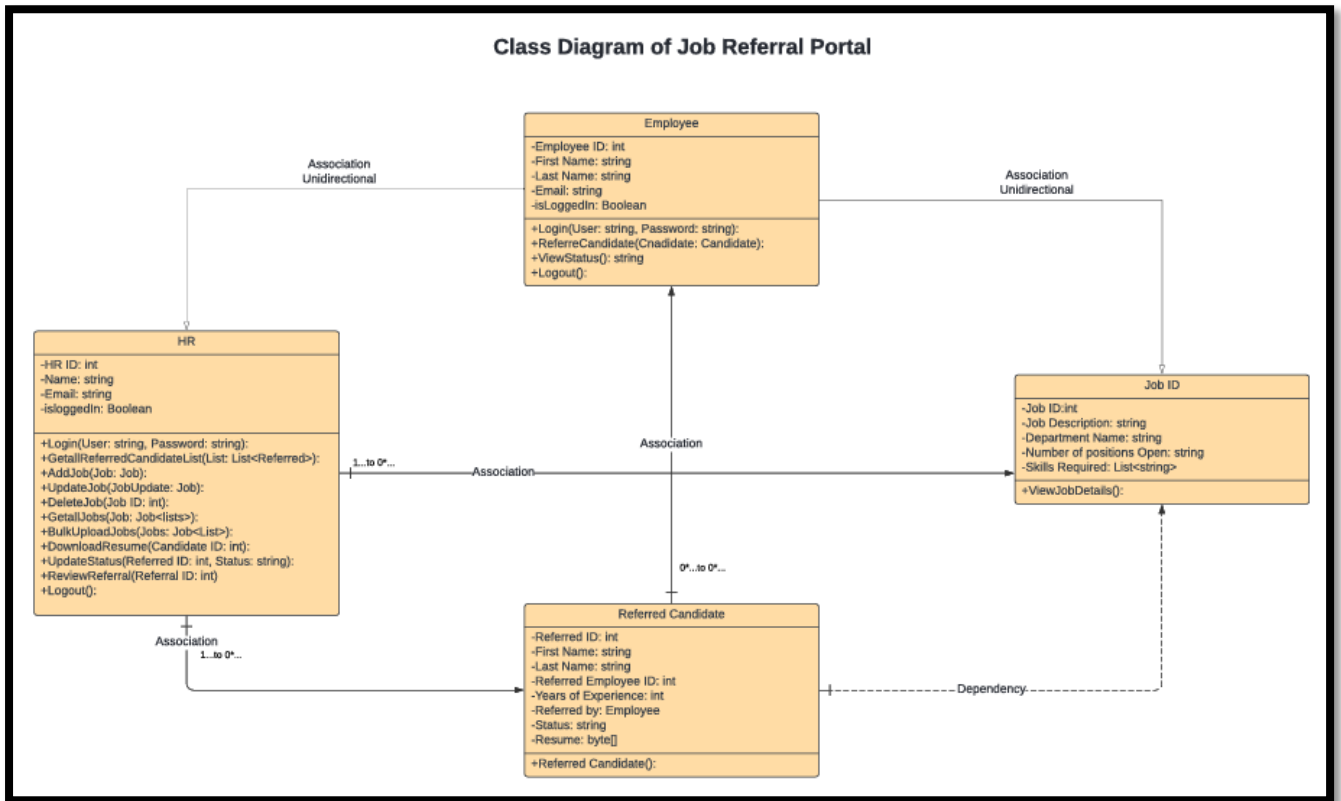 Class Diagram of Job Referral Portal
Employee
-Employee ID: int
-First Name: string
-Last Name: string
-Email: string
-isLoggedIn: Boolean
+Login(User: string, Password: string):
+ReferreCandidate(Cnadidate: Candidate):
+ViewStatus(): string
+Logout():
Association
Unidirectional
Association
Unidirectional
HR
-HR ID: int
-Name: string
-Email: string
-isloggedIn: Boolean
+Login(User: string, Password: string):
+GetallReferredCandidateList(List: List<Referred>):
+AddJob(Job: Job):
+UpdateJob(JobUpdate: Job):
+DeleteJob(Job ID: int):
+GetallJobs(Job: Job<lists>):
+BulkUploadJobs(Jobs: Job<List>):
+DownloadResume(Candidate ID: int):
+UpdateStatus(Referred ID: int, Status: string):
+ReviewReferral(Referral ID: int)
+Logout():
Job ID
-Job ID:int
-Job Description: string
-Department Name: string
-Number of positions Open: string
-Skills Required: List<string>
+ViewJobDetails():
Association
1...to 0*...
Association
0*...to 0*...
Association
1...to 0*...
Referred Candidate
-Referred ID: int
-First Name: string
-Last Name: string
-Referred Employee ID: int
-Years of Experience: int
-Referred by: Employee
-Status: string
-Resume: byte[]
+Referred Candidate():
Dependency